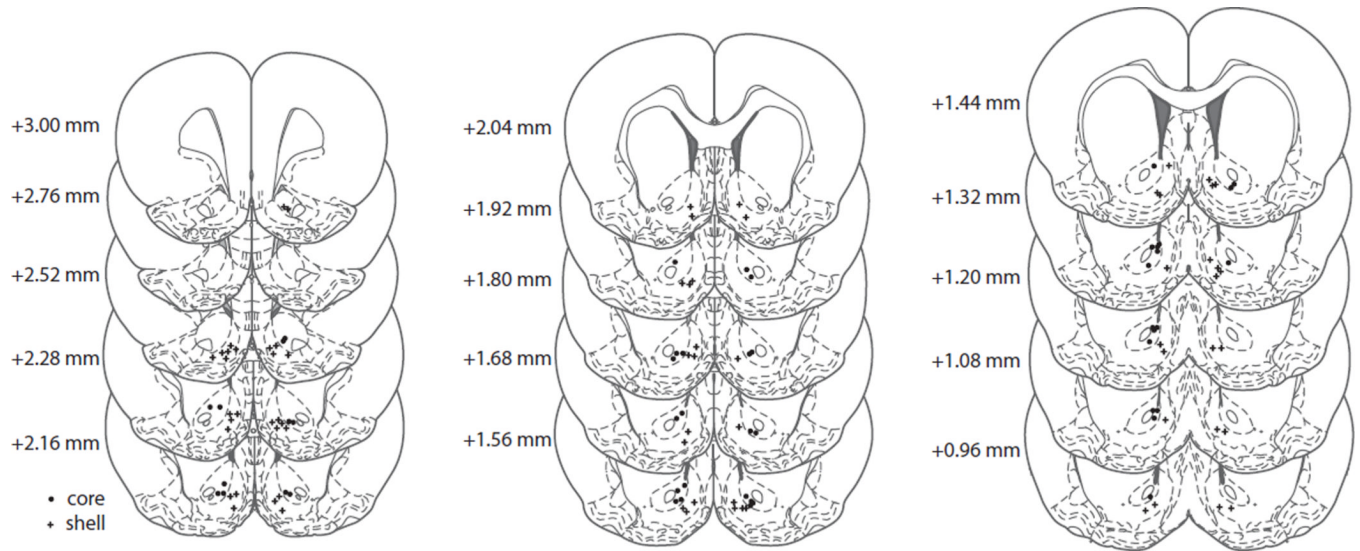 +3.00 mm
+2.76 mm
+2.52 mm
+2.28 mm
+2.16 mm
• core
+ shell
+2.04 mm
+1.92 mm
+1.80 mm
+1.68 mm
+1.56 mm
+1.44 mm
+1.32 mm
+1.20 mm
+1.08 mm
+0.96 mm